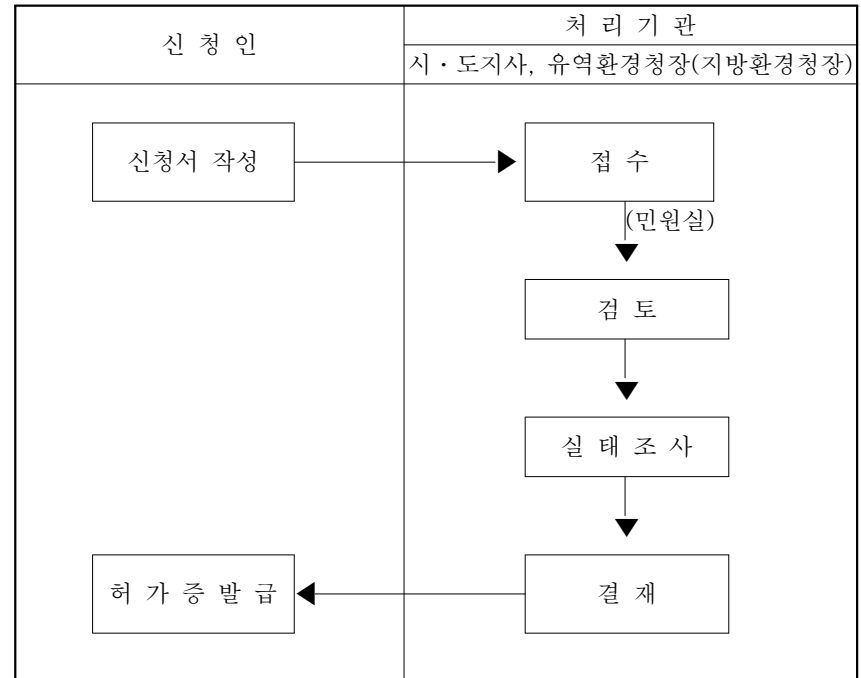 신 청 인
처 리 기 관
시·도지사, 유역환경청장(지방환경청장)
신청서 작성
접 수
(민원실)
검 토
실 태 조 사
허 가 증 발 급
결 재